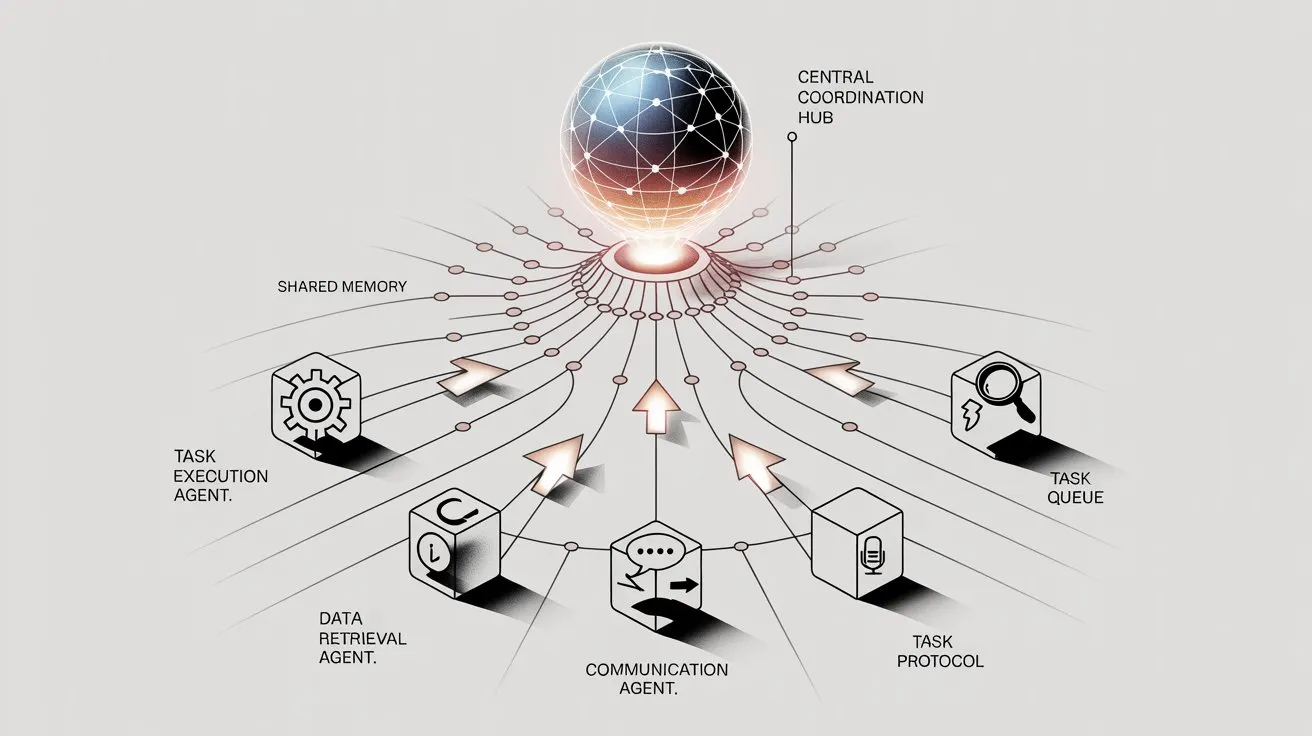 CENTRAL
COORDINATION
HUB
SHARED MEMORY
TASK
EXECUTION
AGENT.
TASK
QUEUE
DATA
RETRIEVAL
AGENT.
COMMUNICATION
AGENT.
TASK
PROTOCOL